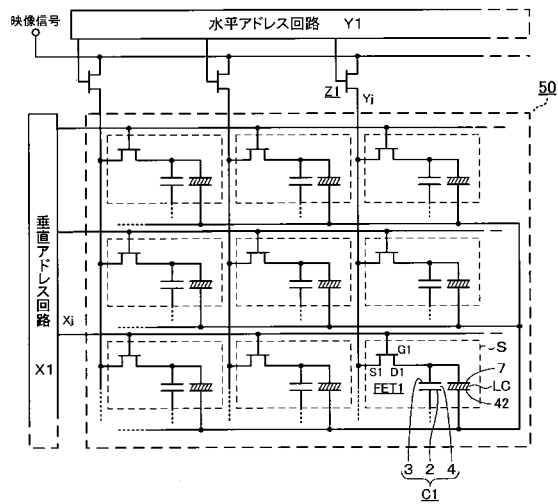 映像信号
水平アドレス回路 Y1
Z1
Yj
50
垂直アドレス回路
X1
Xj
S
G1
S1 D1
FET1
7
LC
42
3 2 4
C1